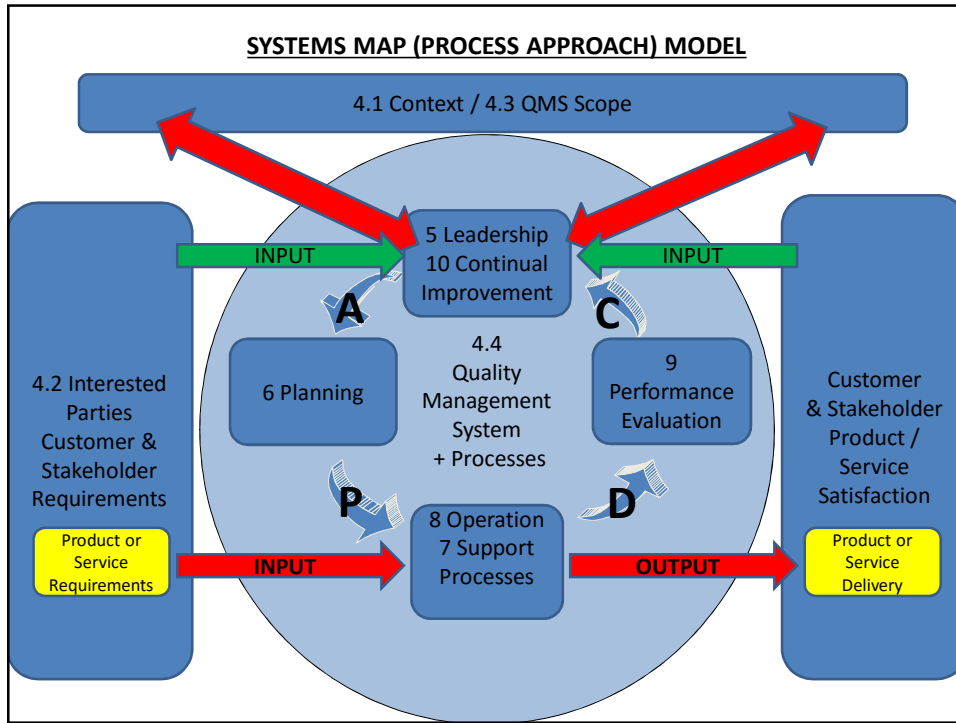 SYSTEMS MAP (PROCESS APPROACH) MODEL
4.1 Context / 4.3 QMS Scope
5 Leadership
10 Continual
Improvement
INPUT
INPUT
A
C
4.2 Interested
Parties
Customer &
Stakeholder
Requirements
6 Planning
4.4
Quality
Management
System
+ Processes
9
Performance
Evaluation
Customer
& Stakeholder
Product /
Service
Satisfaction
P
D
Product or
Service
Requirements
INPUT
8 Operation
7 Support
Processes
OUTPUT
Product or
Service
Delivery